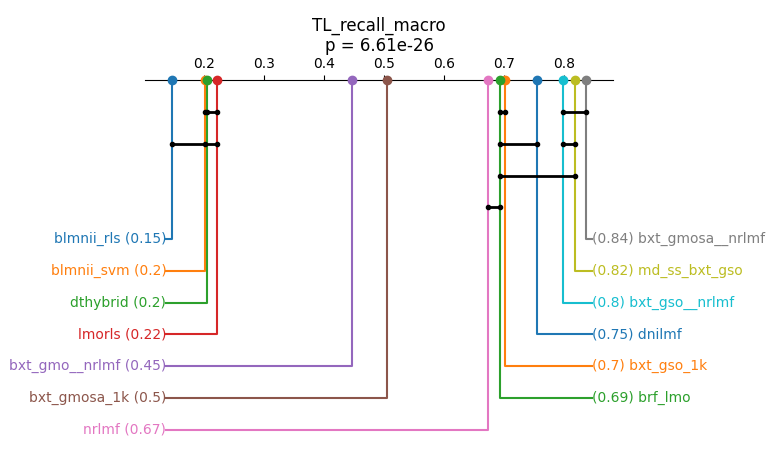 TL_recall_macro
p = 6.61e-26
0.2 0.3 0.4 0.5 0.6 0.7 0.8
blmnii_rls (0.15) (0.84) bxt_gmosa__nrlmf
blmnii_svm (0.2) (0.82) md_ss_bxt_gso
dthybrid (0.2) (0.8) bxt_gso__nrlmf
lmorls (0.22) (0.75) dnilmf
bxt_gmo__nrlmf (0.45) (0.7) bxt_gso_1k
bxt_gmosa_1k (0.5) (0.69) brf_lmo
nrlmf (0.67)